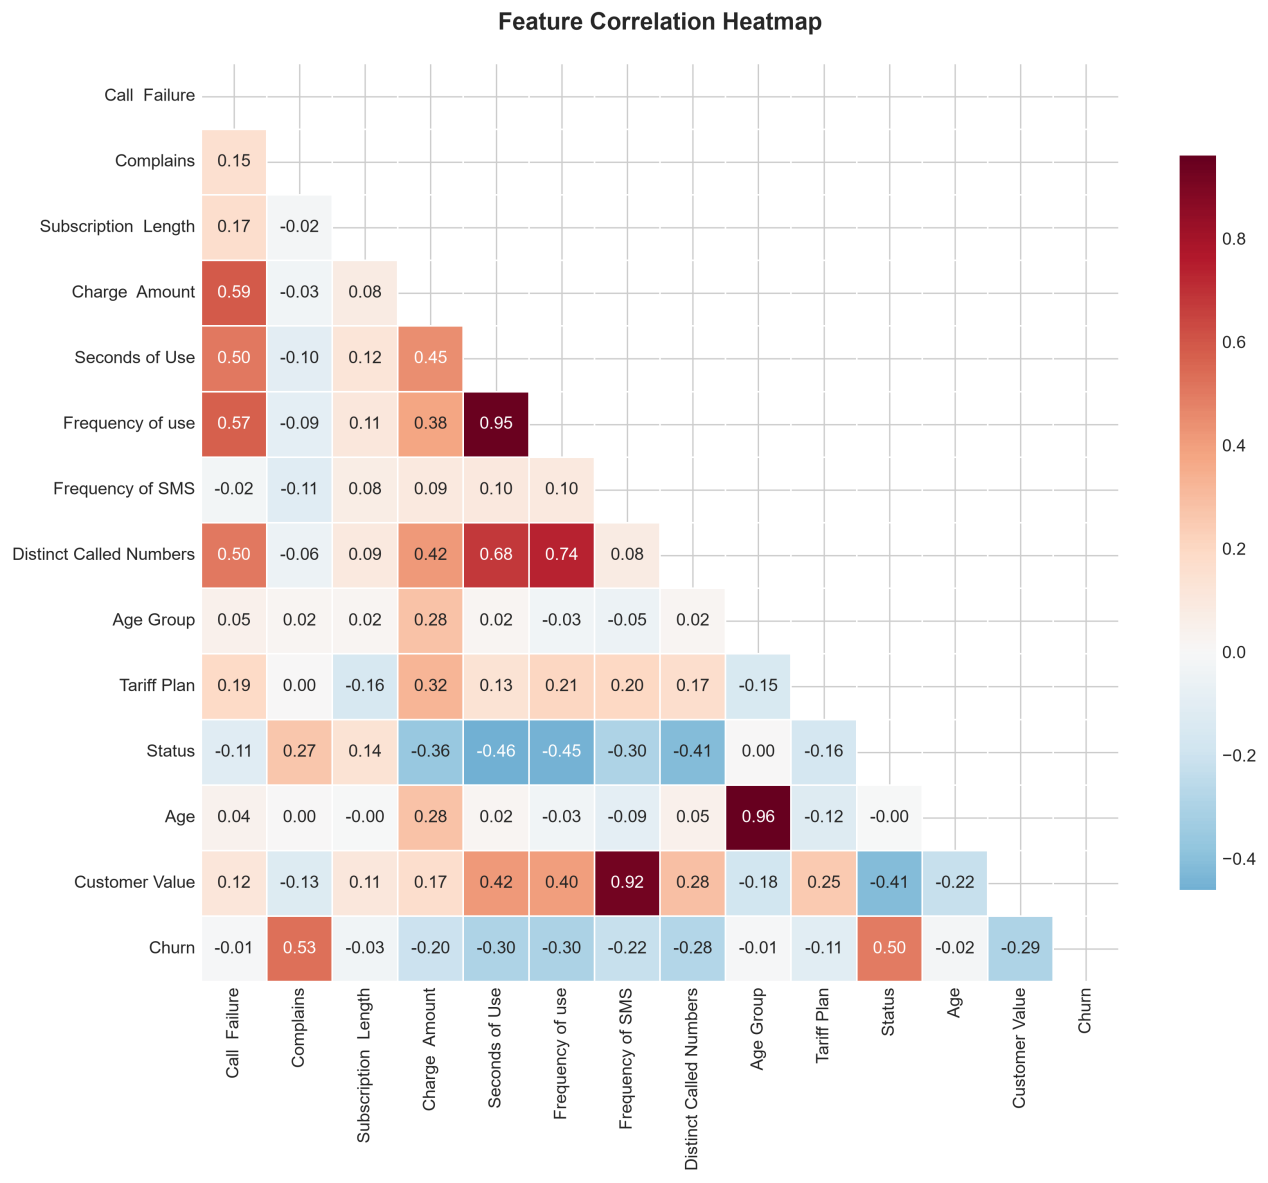 Feature Correlation Heatmap
Call  Failure
Complains 0.15
Subscription  Length 0.17 -0.02
Charge  Amount 0.59 -0.03 0.08
Seconds of Use 0.50 -0.10 0.12 0.45
Frequency of use 0.57 -0.09 0.11 0.38 0.95
Frequency of SMS -0.02 -0.11 0.08 0.09 0.10 0.10
Distinct Called Numbers 0.50 -0.06 0.09 0.42 0.68 0.74 0.08
Age Group 0.05 0.02 0.02 0.28 0.02 -0.03 -0.05 0.02
Tariff Plan 0.19 0.00 -0.16 0.32 0.13 0.21 0.20 0.17 -0.15
Status -0.11 0.27 0.14 -0.36 -0.46 -0.45 -0.30 -0.41 0.00 -0.16
Age 0.04 0.00 -0.00 0.28 0.02 -0.03 -0.09 0.05 0.96 -0.12 -0.00
Customer Value 0.12 -0.13 0.11 0.17 0.42 0.40 0.92 0.28 -0.18 0.25 -0.41 -0.22
Churn -0.01 0.53 -0.03 -0.20 -0.30 -0.30 -0.22 -0.28 -0.01 -0.11 0.50 -0.02 -0.29
Call  Failure
Complains
Subscription  Length
Charge  Amount
Seconds of Use
Frequency of use
Frequency of SMS
Distinct Called Numbers
Age Group
Tariff Plan
Status
Age
Customer Value
Churn
0.8
0.6
0.4
0.2
0.0
−0.2
−0.4